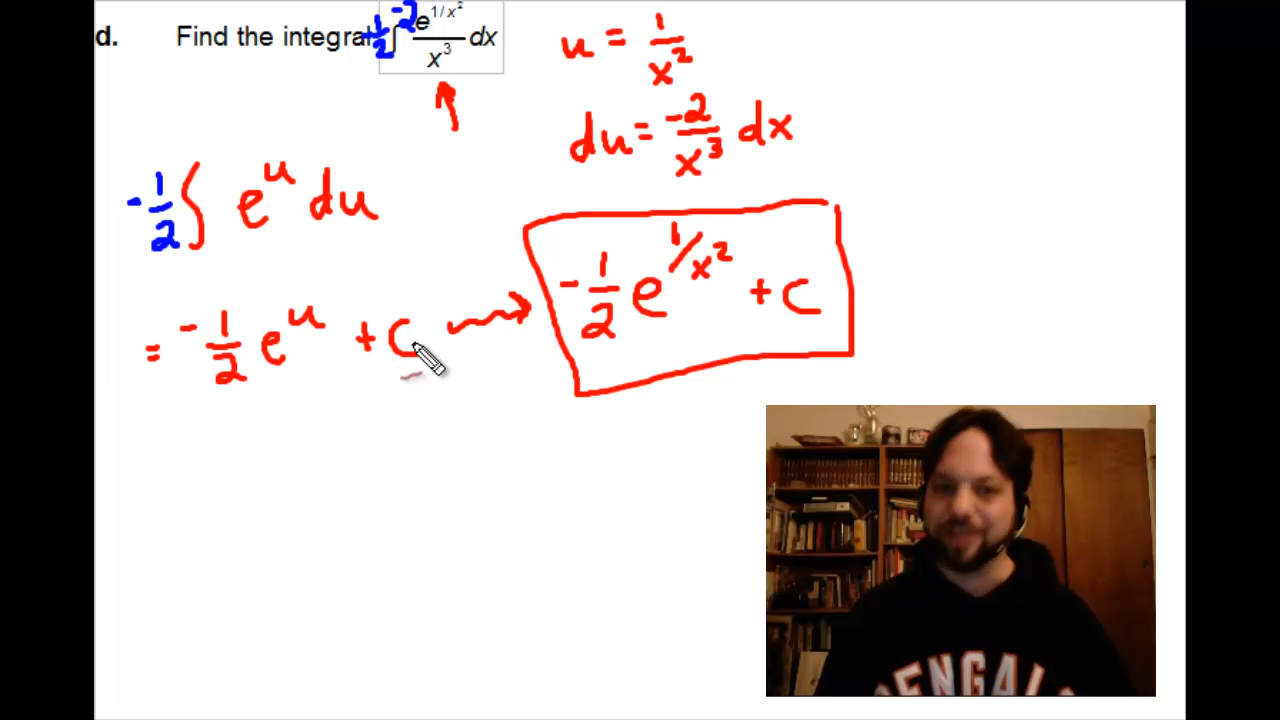 d. Find the integral -1/2 ∫ -2 e^{1/x²}/x³ dx
u = 1/x²
du = -2/x³ dx
-1/2 ∫ e^u du
= -1/2 e^u + C
-1/2 e^{1/x²} + C
ENGAL